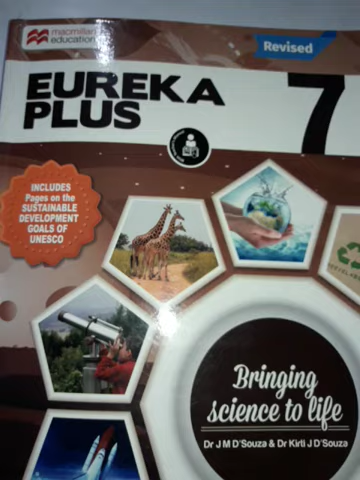 macmillan
education
Revised
EUREKA
PLUS
7
INCLUDES
Pages on the
SUSTAINABLE
DEVELOPMENT
GOALS OF
UNESCO
Bringing
science to life
Dr J M D'Souza & Dr Kirti J D'Souza